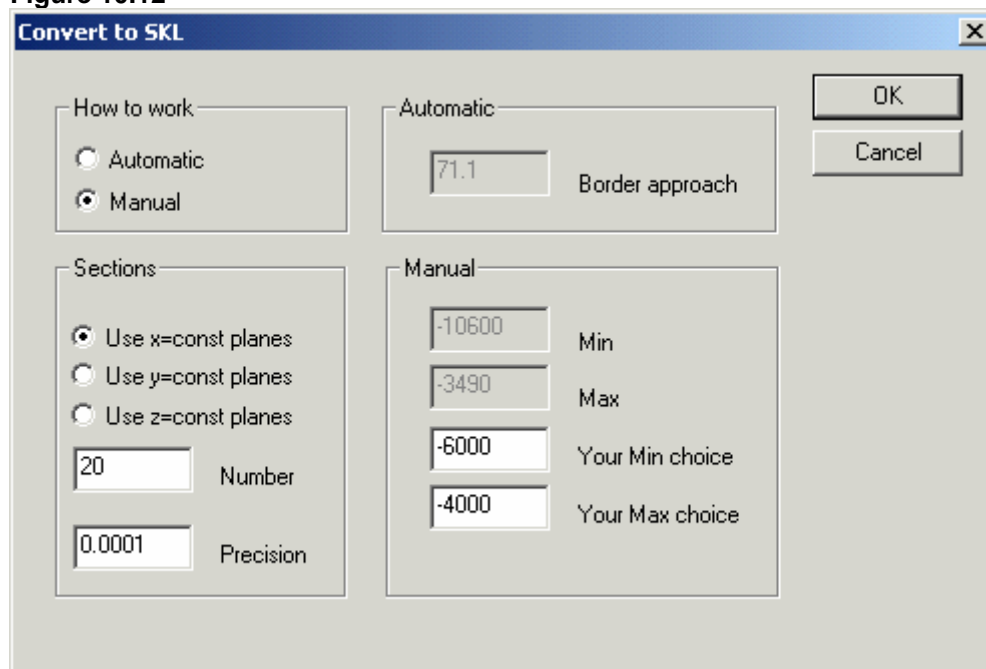 Convert to SKL
How to work
Automatic
Manual
Automatic
71.1
Border approach
OK
Cancel
Sections
Use x=const planes
Use y=const planes
Use z=const planes
20
Number
0.0001
Precision
Manual
-10600
Min
-3490
Max
-6000
Your Min choice
-4000
Your Max choice